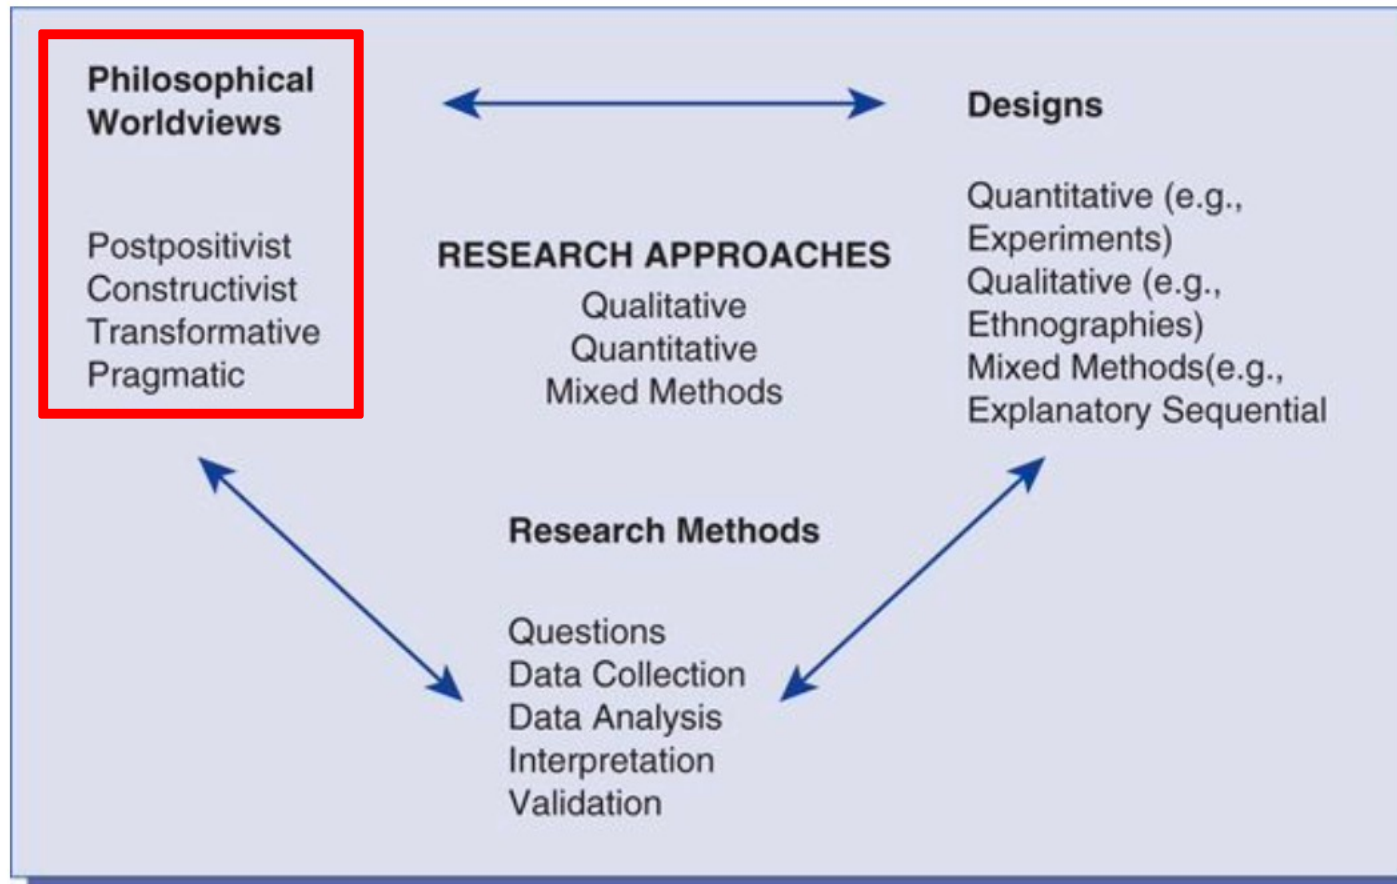 Philosophical
Worldviews
Postpositivist
Constructivist
Transformative
Pragmatic
RESEARCH APPROACHES
Qualitative
Quantitative
Mixed Methods
Designs
Quantitative (e.g.,
Experiments)
Qualitative (e.g.,
Ethnographies)
Mixed Methods(e.g.,
Explanatory Sequential
Research Methods
Questions
Data Collection
Data Analysis
Interpretation
Validation